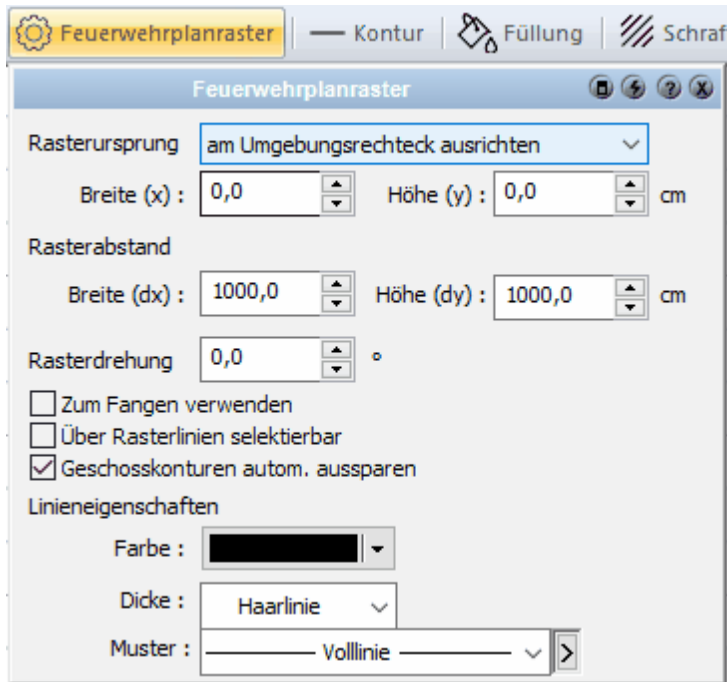 Feuerwehrplanraster Kontur Füllung Schraf
Feuerwehrplanraster
Rasterursprung am Umgebungsrechteck ausrichten
Breite (x) : 0,0 Höhe (y) : 0,0 cm
Rasterabstand
Breite (dx) : 1000,0 Höhe (dy) : 1000,0 cm
Rasterdrehung 0,0 °
Zum Fangen verwenden
Über Rasterlinien selektierbar
Geschosskonturen autom. aussparen
Linieneigenschaften
Farbe :
Dicke : Haarlinie
Muster : Volllinie